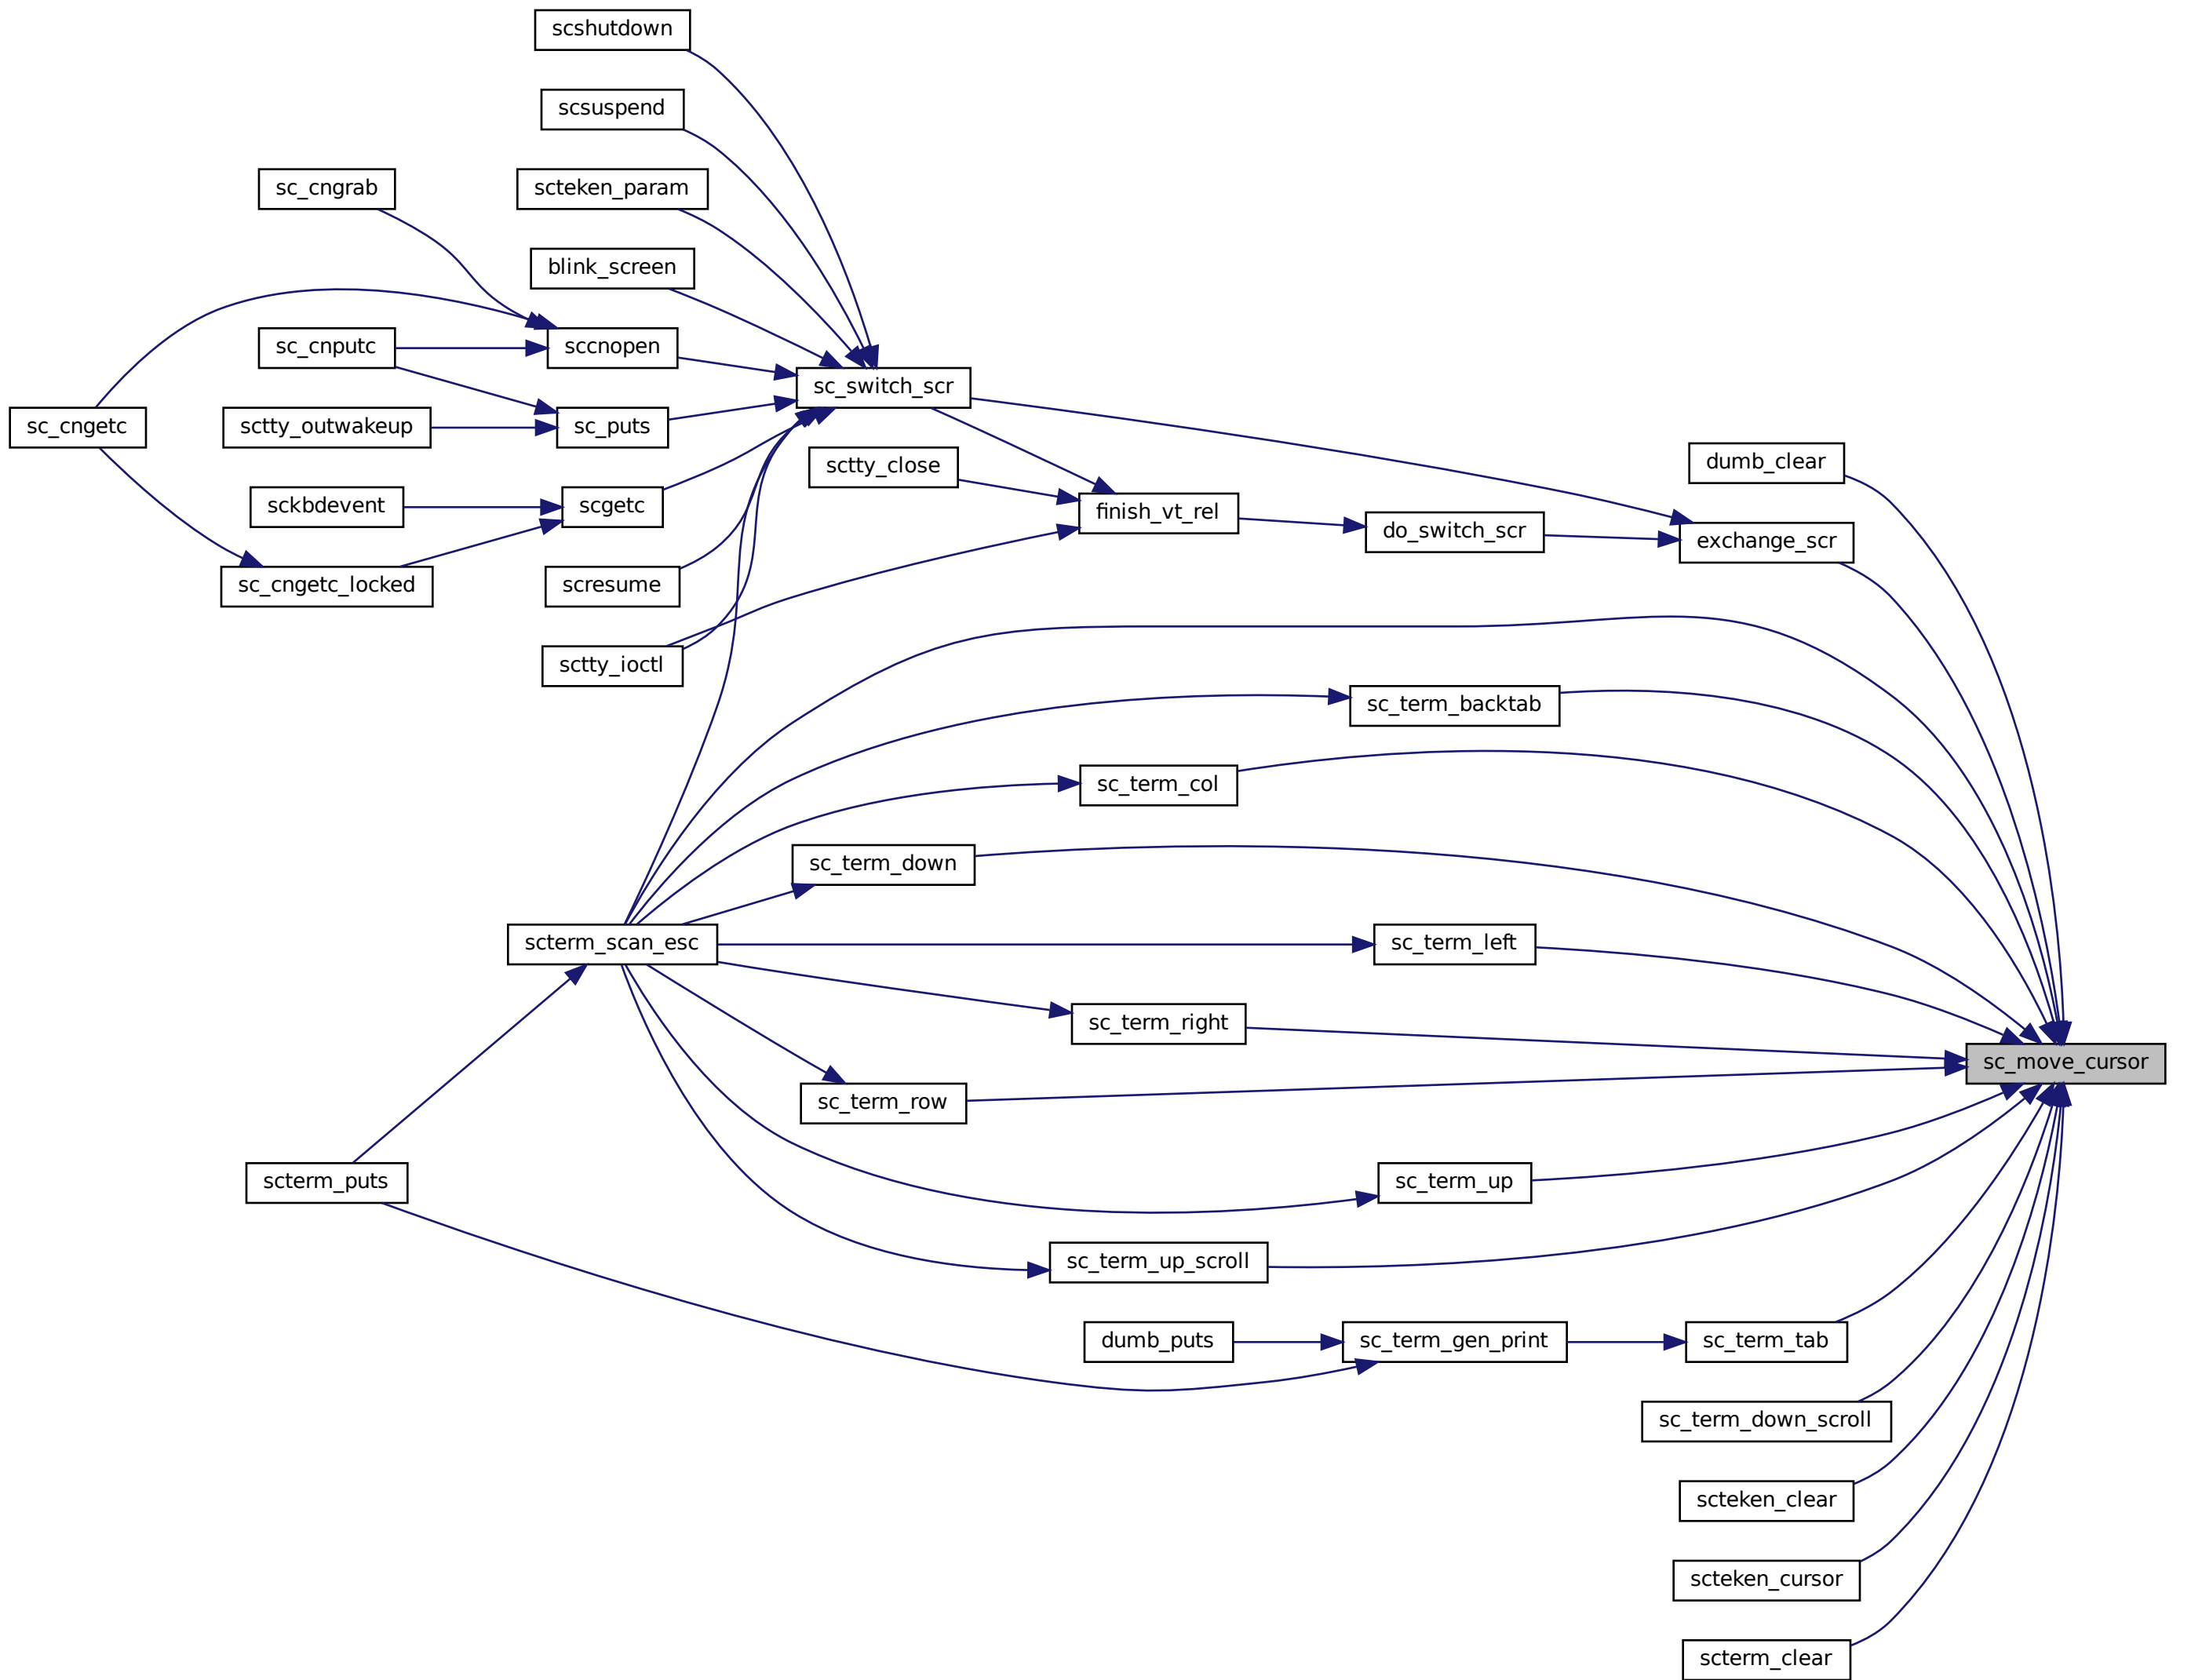 scshutdown
scsuspend
sc_cngrab
scteken_param
blink_screen
sc_cnputc
sccnopen
sc_switch_scr
sc_cngetc
sctty_outwakeup
sc_puts
sctty_close
dumb_clear
sckbdevent
scgetc
finish_vt_rel
do_switch_scr
exchange_scr
sc_cngetc_locked
scresume
sctty_ioctl
sc_term_backtab
sc_term_col
sc_term_down
scterm_scan_esc
sc_term_left
sc_term_right
sc_move_cursor
sc_term_row
scterm_puts
sc_term_up
sc_term_up_scroll
dumb_puts
sc_term_gen_print
sc_term_tab
sc_term_down_scroll
scteken_clear
scteken_cursor
scterm_clear